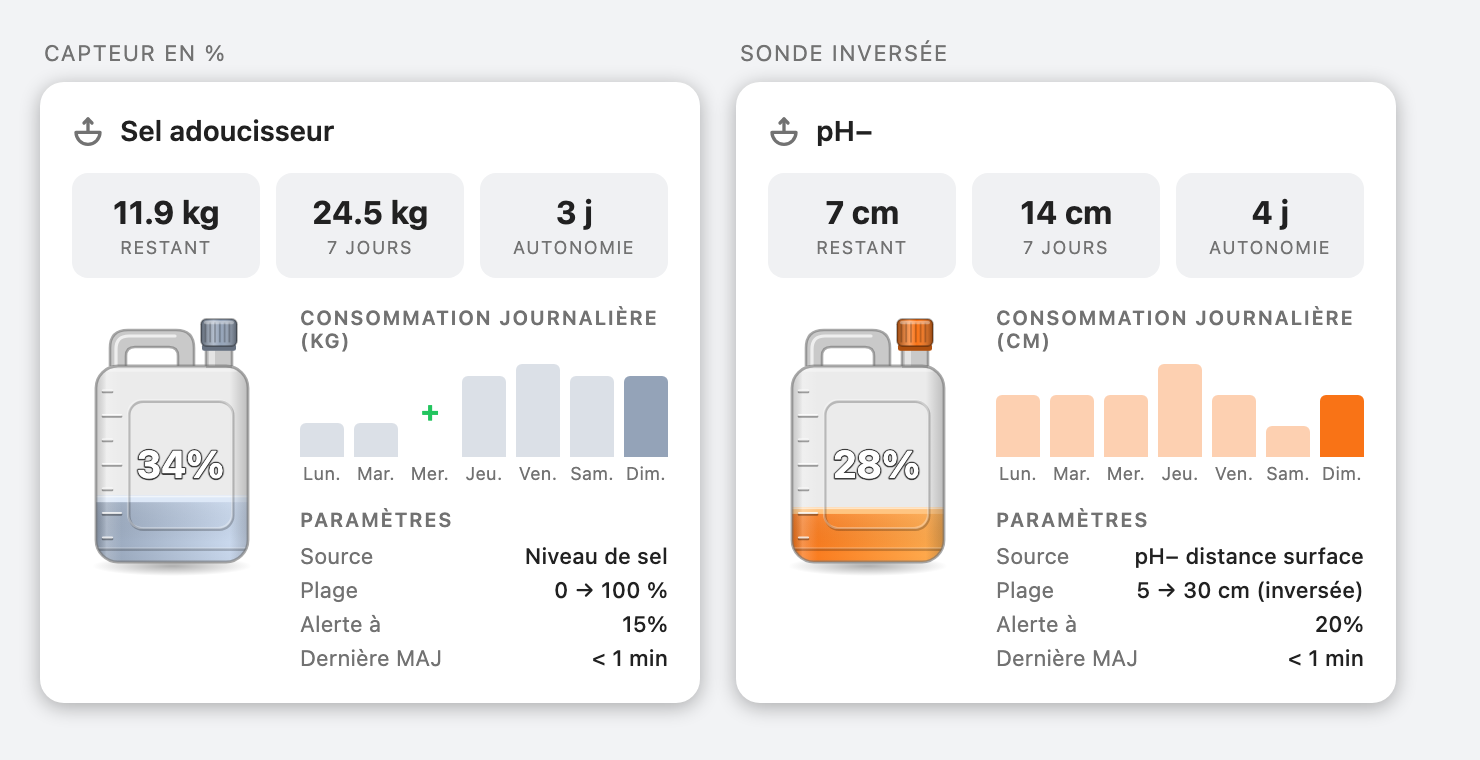 CAPTEUR EN %
Sel adoucisseur
11.9 kg
RESTANT
24.5 kg
7 JOURS
3 j
AUTONOMIE
34%
CONSOMMATION JOURNALIÈRE
(KG)
+
Lun. Mar. Mer. Jeu. Ven. Sam. Dim.
PARAMÈTRES
Source Niveau de sel
Plage 0 → 100 %
Alerte à 15%
Dernière MAJ < 1 min
SONDE INVERSÉE
pH−
7 cm
RESTANT
14 cm
7 JOURS
4 j
AUTONOMIE
28%
CONSOMMATION JOURNALIÈRE
(CM)
Lun. Mar. Mer. Jeu. Ven. Sam. Dim.
PARAMÈTRES
Source pH− distance surface
Plage 5 → 30 cm (inversée)
Alerte à 20%
Dernière MAJ < 1 min